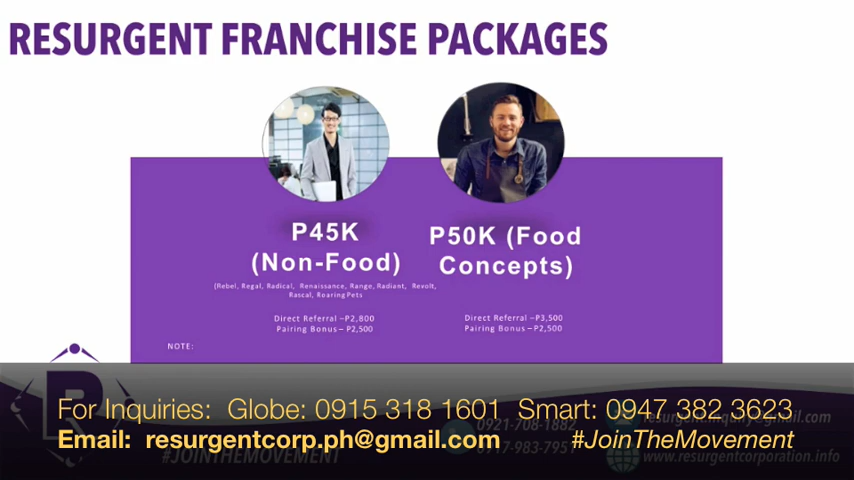 RESURGENT FRANCHISE PACKAGES
P45K
(Non-Food)
(Rebel, Regal, Radical, Renaissance, Range, Radiant, Revolt,
Rascal, Roaring Pets
Direct Referral –P2,800
Pairing Bonus – P2,500
P50K (Food
Concepts)
Direct Referral –P3,500
Pairing Bonus – P2,500
NOTE:
R
For Inquiries: Globe: 0915 318 1601 Smart: 0947 382 3623
Email: resurgentcorp.ph@gmail.com #JoinTheMovement
0921-708-1882
0917-983-7951
#JOINTHEMOVEMENT
www.resurgentcorporation.info